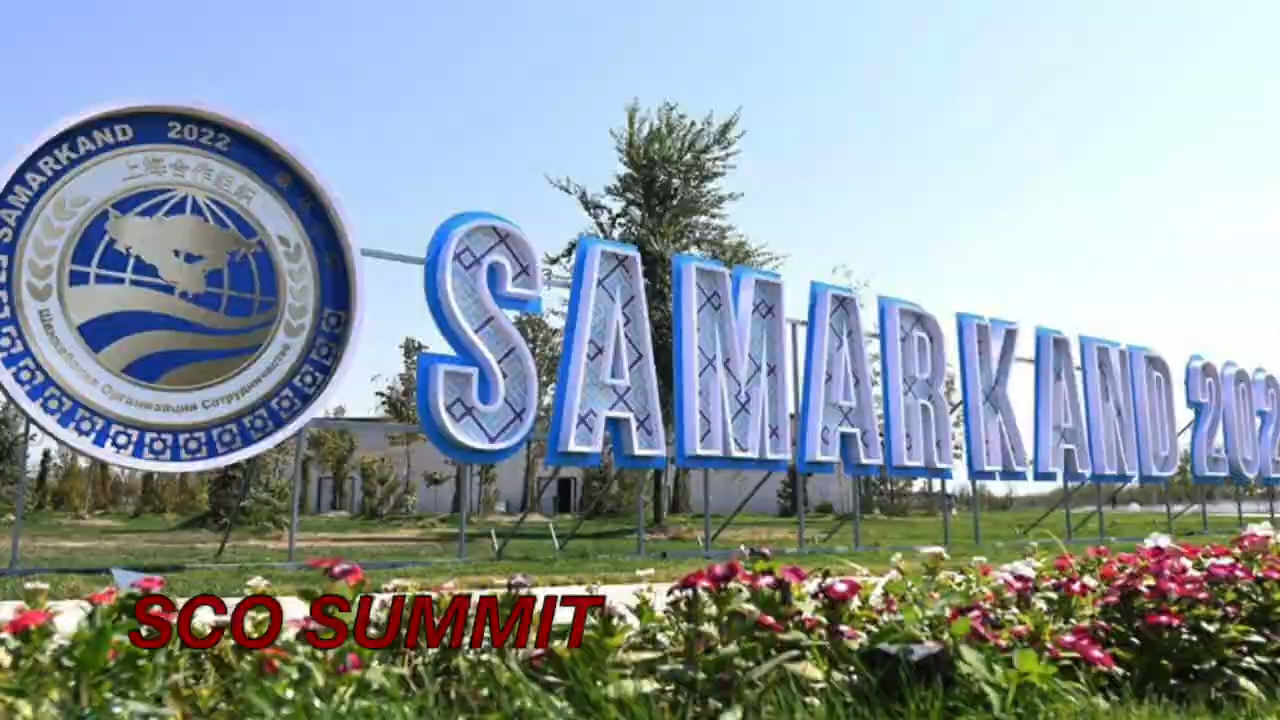 SAMARKAND 2022
上海合作组织
Шанхайская Организация Сотрудничества
SAMARKAND 202
SCO SUMMIT